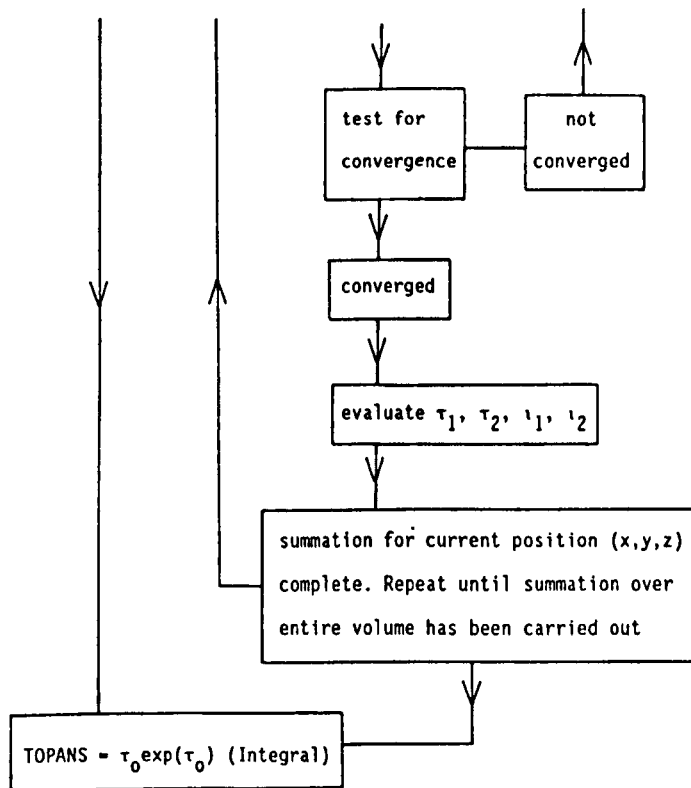 test for
convergence
not
converged
converged
evaluate τ₁, τ₂, ι₁, ι₂
summation for current position (x,y,z)
complete. Repeat until summation over
entire volume has been carried out
TOPANS = τ₀exp(τ₀) (Integral)